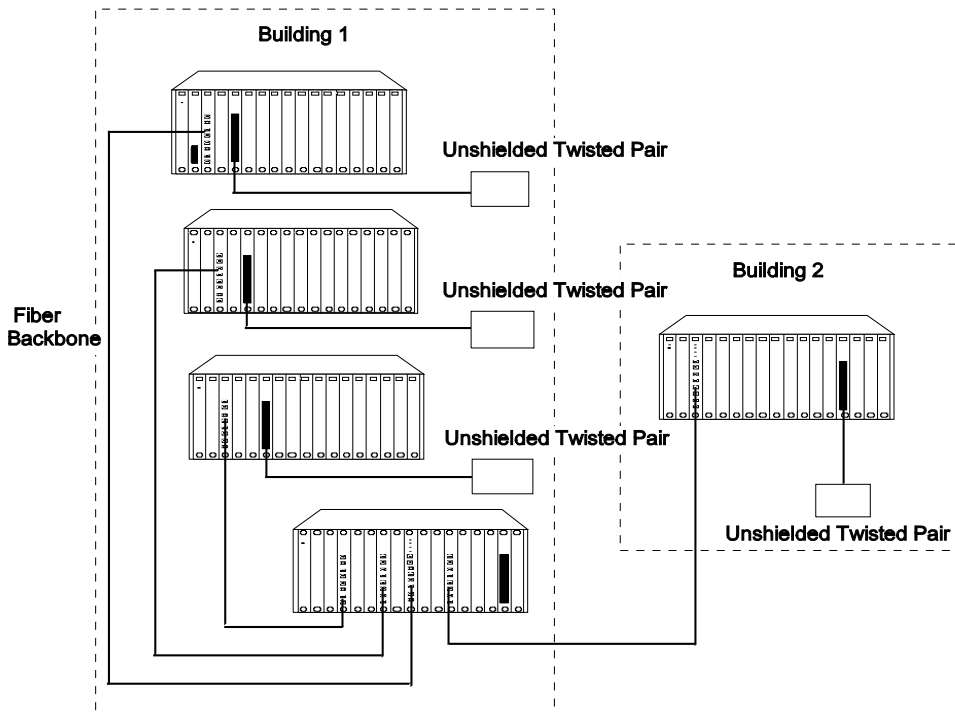 Building 1
Unshielded Twisted Pair
Unshielded Twisted Pair
Building 2
Fiber
Backbone
Unshielded Twisted Pair
Unshielded Twisted Pair